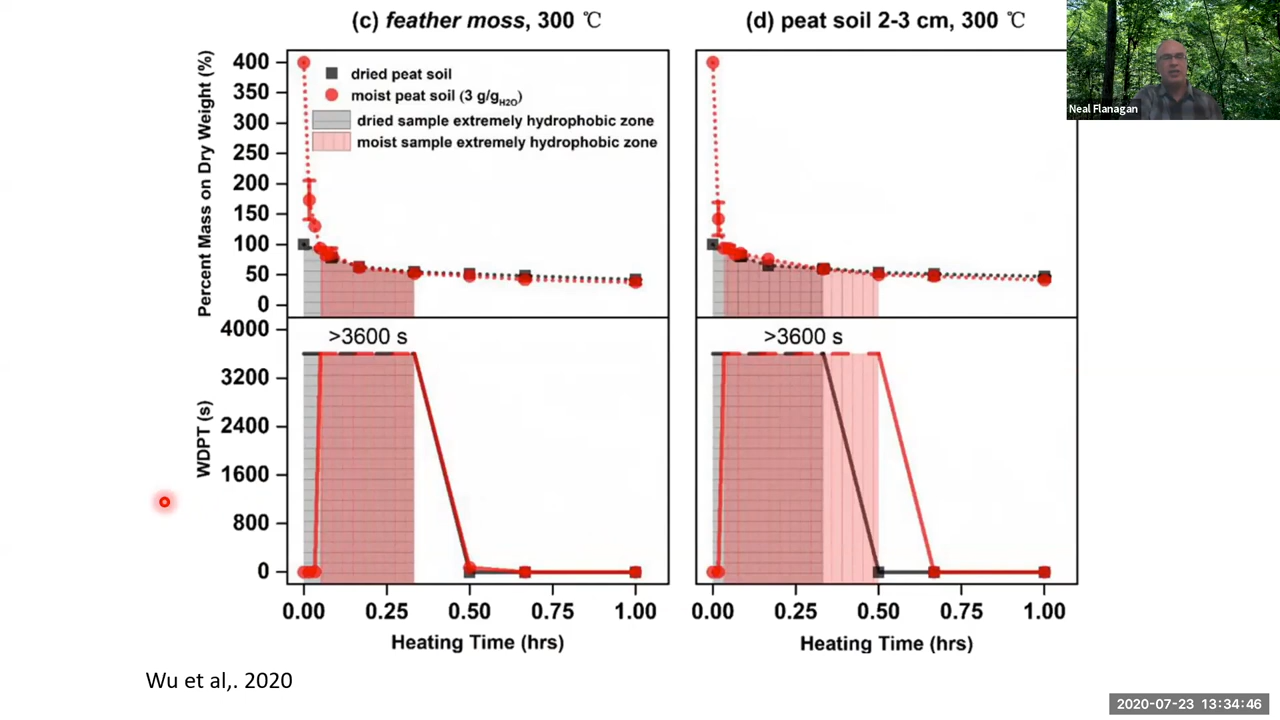 (c) feather moss, 300 ℃
(d) peat soil 2-3 cm, 300 ℃
Neal Flanagan
Percent Mass on Dry Weight (%)
400
350
300
250
200
150
100
50
0
dried peat soil
moist peat soil (3 g/gH2O)
dried sample extremely hydrophobic zone
moist sample extremely hydrophobic zone
WDPT (s)
4000
3200
2400
1600
800
0
>3600 s
>3600 s
0.00 0.25 0.50 0.75 1.00
0.00 0.25 0.50 0.75 1.00
Heating Time (hrs)
Heating Time (hrs)
Wu et al,. 2020
2020-07-23 13:34:46